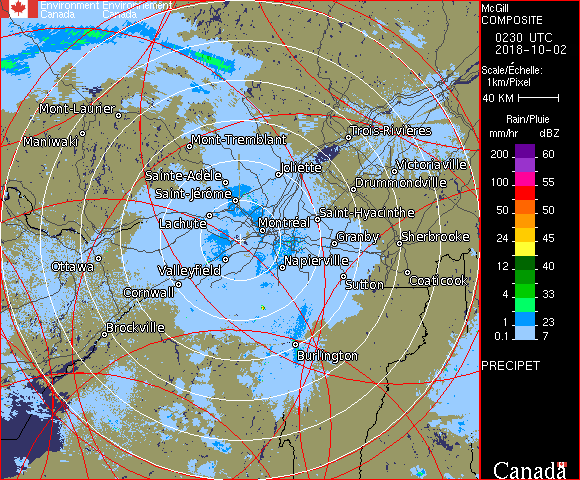 Environment Environnement
Canada Canada
McGill
COMPOSITE
0230 UTC
2018-10-02
Scale/Échelle:
1km/Pixel
40 KM
Rain/Pluie
mm/hr dBZ
200 60
100 55
50 50
24 45
12 40
4 33
1 23
0.1 7
PRECIPET
Canada
Mont-Laurier
Maniwaki
Mont-Tremblant
Trois-Rivières
Sainte-Adèle
Joliette
Victoriaville
Saint-Jérôme
Drummondville
Lachute
Montréal
Saint-Hyacinthe
Granby
Sherbrooke
Ottawa
Valleyfield
Napierville
Cornwall
Sutton
Coaticook
Brockville
Burlington